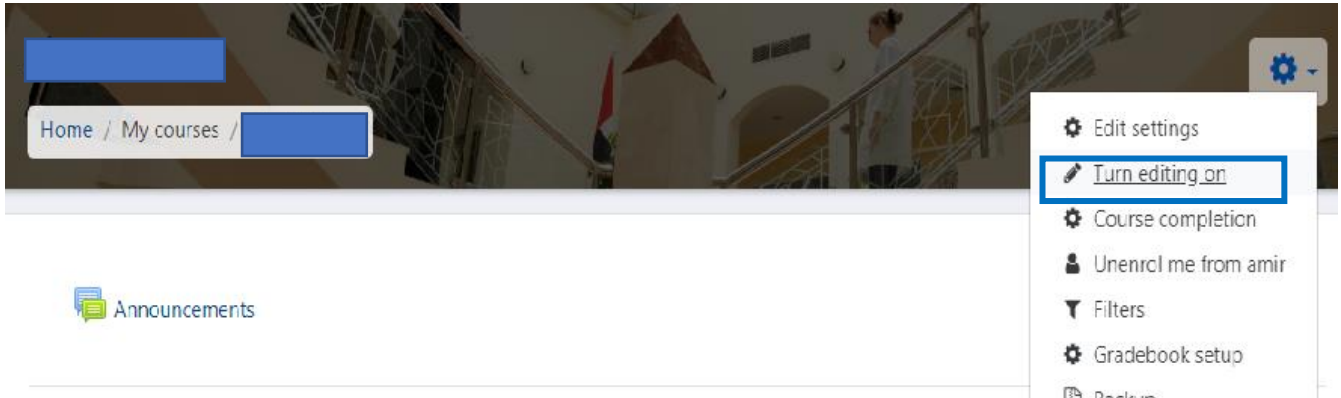 Home / My courses /
Edit settings
Turn editing on
Course completion
Unenrol me from amir
Filters
Gradebook setup
Announcements